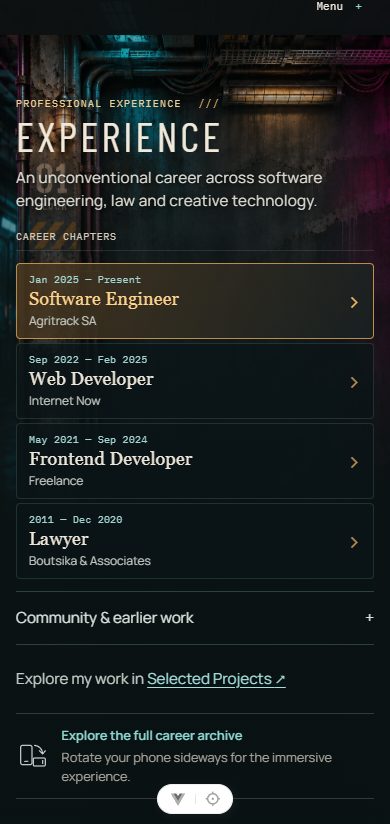 Menu +
PROFESSIONAL EXPERIENCE ///
EXPERIENCE
01
An unconventional career across software
engineering, law and creative technology.
CAREER CHAPTERS
Jan 2025 — Present
Software Engineer
Agritrack SA
Sep 2022 — Feb 2025
Web Developer
Internet Now
May 2021 — Sep 2024
Frontend Developer
Freelance
2011 — Dec 2020
Lawyer
Boutsika & Associates
Community & earlier work +
Explore my work in Selected Projects ↗
Explore the full career archive
Rotate your phone sideways for the immersive
experience.